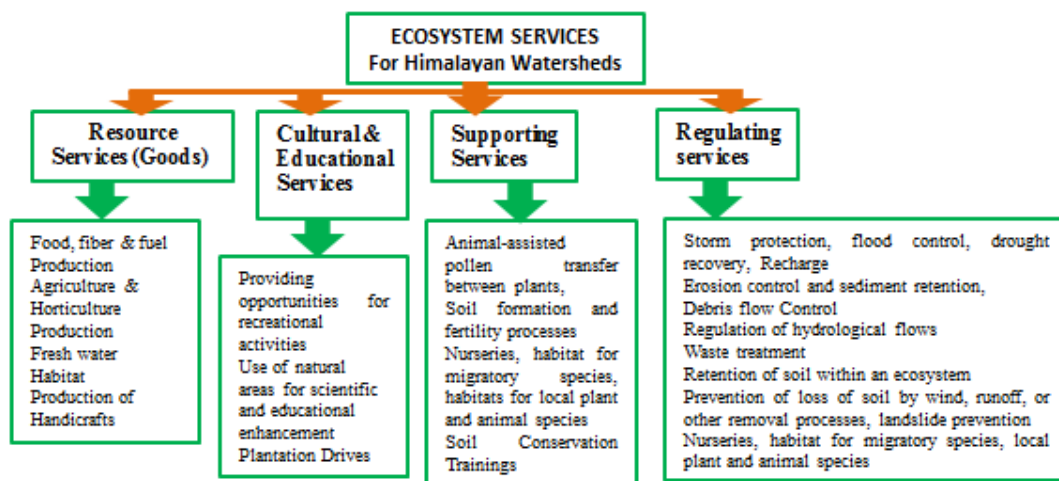 ECOSYSTEM SERVICES
For Himalayan Watersheds
Resource
Services (Goods)
Cultural &
Educational
Services
Supporting
Services
Regulating
services
Food, fiber & fuel
Production
Agriculture &
Horticulture
Production
Fresh water
Habitat
Production of
Handicrafts
Providing
opportunities for
recreational
activities
Use of natural
areas for scientific
and educational
enhancement
Plantation Drives
Animal-assisted
pollen transfer
between plants,
Soil formation and
fertility processes
Nurseries, habitat for
migratory species,
habitats for local plant
and animal species
Soil Conservation
Trainings
Storm protection, flood control, drought
recovery, Recharge
Erosion control and sediment retention,
Debris flow Control
Regulation of hydrological flows
Waste treatment
Retention of soil within an ecosystem
Prevention of loss of soil by wind, runoff, or
other removal processes, landslide prevention
Nurseries, habitat for migratory species, local
plant and animal species